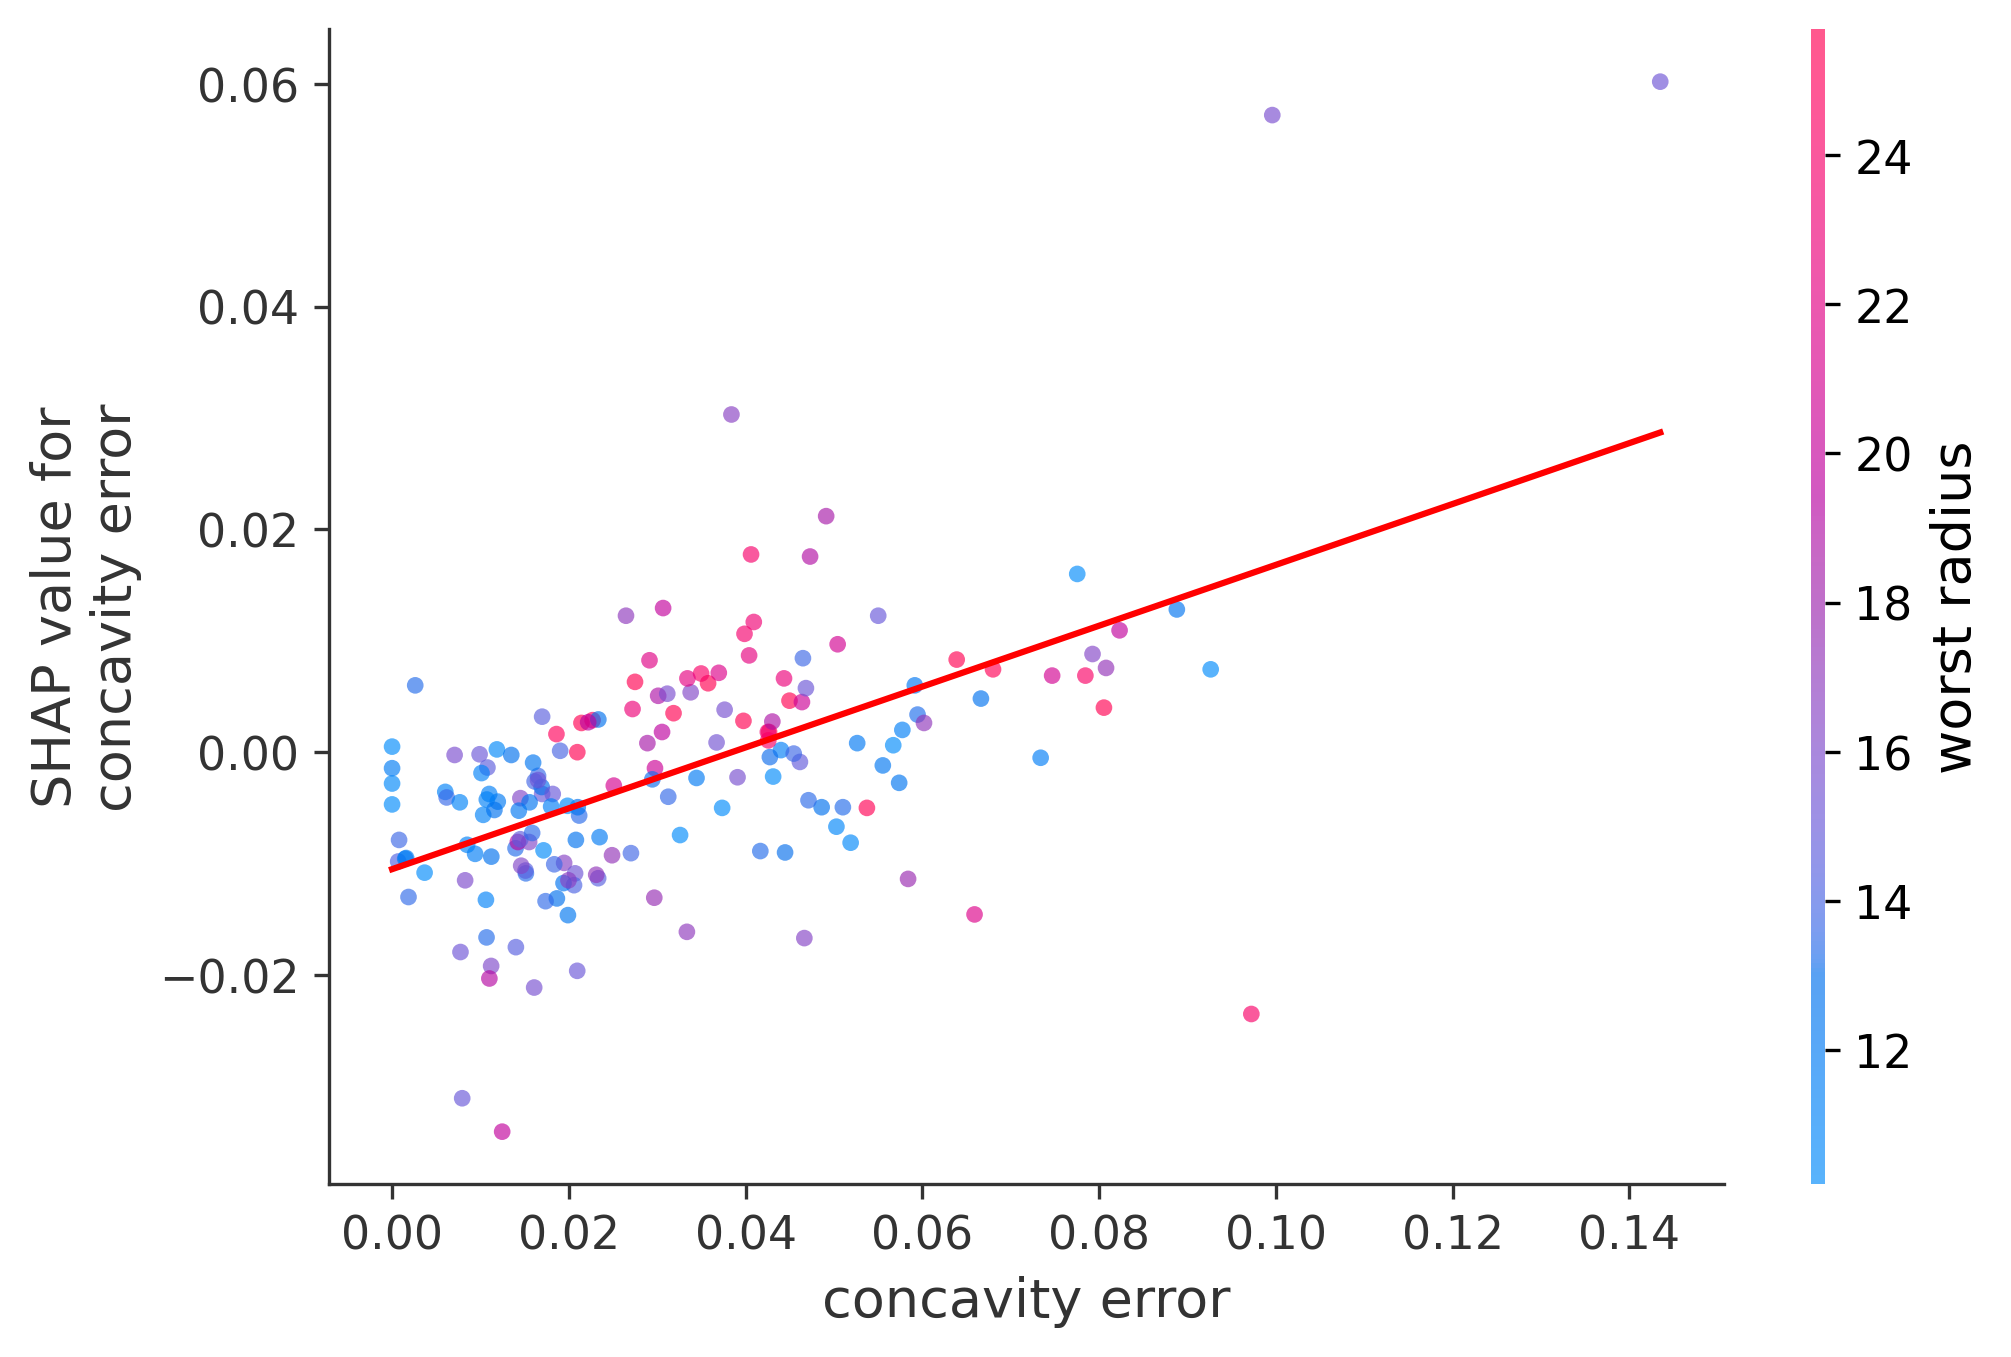 0.06
0.04
0.02
0.00
−0.02
SHAP value for
concavity error
0.00 0.02 0.04 0.06 0.08 0.10 0.12 0.14
concavity error
24
22
20
18
16
14
12
worst radius